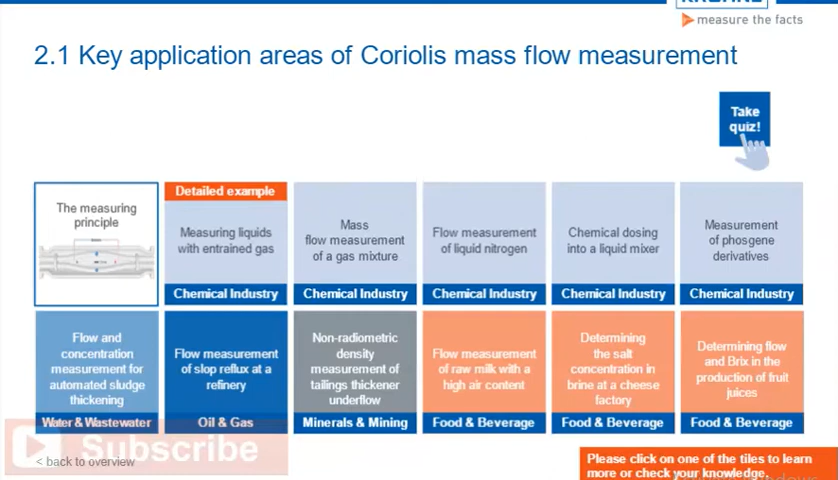 measure the facts
2.1 Key application areas of Coriolis mass flow measurement
Take
quiz!
The measuring
principle
Detailed example
Measuring liquids
with entrained gas
Chemical Industry
Mass
flow measurement
of a gas mixture
Chemical Industry
Flow measurement
of liquid nitrogen
Chemical Industry
Chemical dosing
into a liquid mixer
Chemical Industry
Measurement
of phosgene
derivatives
Chemical Industry
Flow and
concentration
measurement for
automated sludge
thickening
Water & Wastewater
Flow measurement
of slop reflux at a
refinery
Oil & Gas
Non-radiometric
density
measurement of
tailings thickener
underflow
Minerals & Mining
Flow measurement
of raw milk with a
high air content
Food & Beverage
Determining
the salt
concentration in
brine at a cheese
factory
Food & Beverage
Determining flow
and Brix in the
production of fruit
juices
Food & Beverage
Subscribe
< back to overview
Please click on one of the tiles to learn
more or check your knowledge.